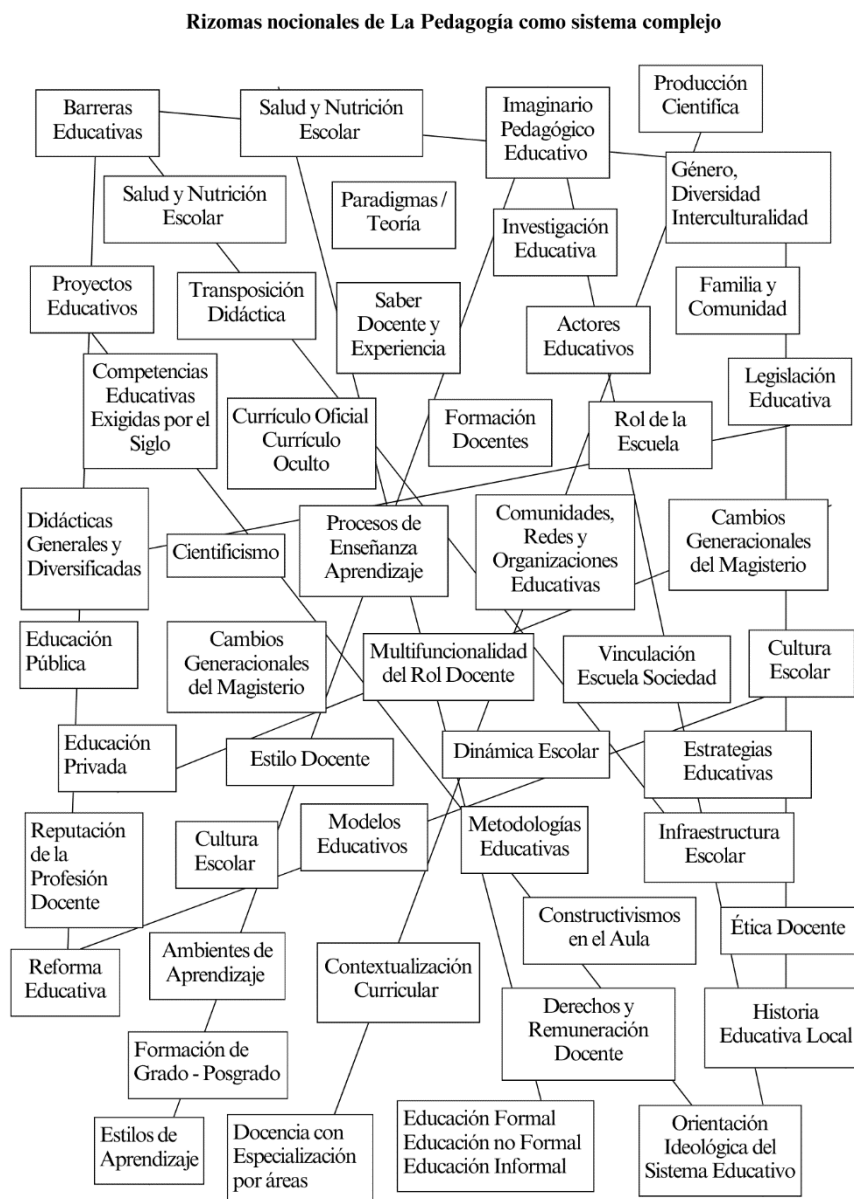 Rizomas nocionales de La Pedagogía como sistema complejo
Barreras
Educativas
Salud y Nutrición
Escolar
Imaginario
Pedagógico
Educativo
Producción
Científica
Género,
Diversidad
Interculturalidad
Salud y Nutrición
Escolar
Paradigmas /
Teoría
Investigación
Educativa
Proyectos
Educativos
Transposición
Didáctica
Saber
Docente y
Experiencia
Actores
Educativos
Familia y
Comunidad
Competencias
Educativas
Exigidas por el
Siglo
Currículo Oficial
Currículo
Oculto
Formación
Docentes
Rol de la
Escuela
Legislación
Educativa
Didácticas
Generales y
Diversificadas
Cientificismo
Procesos de
Enseñanza
Aprendizaje
Comunidades,
Redes y
Organizaciones
Educativas
Cambios
Generacionales
del Magisterio
Educación
Pública
Cambios
Generacionales
del Magisterio
Multifuncionalidad
del Rol Docente
Vinculación
Escuela Sociedad
Cultura
Escolar
Educación
Privada
Estilo Docente
Dinámica Escolar
Estrategias
Educativas
Reputación
de la
Profesión
Docente
Cultura
Escolar
Modelos
Educativos
Metodologías
Educativas
Infraestructura
Escolar
Reforma
Educativa
Ambientes de
Aprendizaje
Contextualización
Curricular
Constructivismos
en el Aula
Ética Docente
Derechos y
Remuneración
Docente
Historia
Educativa Local
Formación de
Grado - Posgrado
Estilos de
Aprendizaje
Docencia con
Especialización
por áreas
Educación Formal
Educación no Formal
Educación Informal
Orientación
Ideológica del
Sistema Educativo